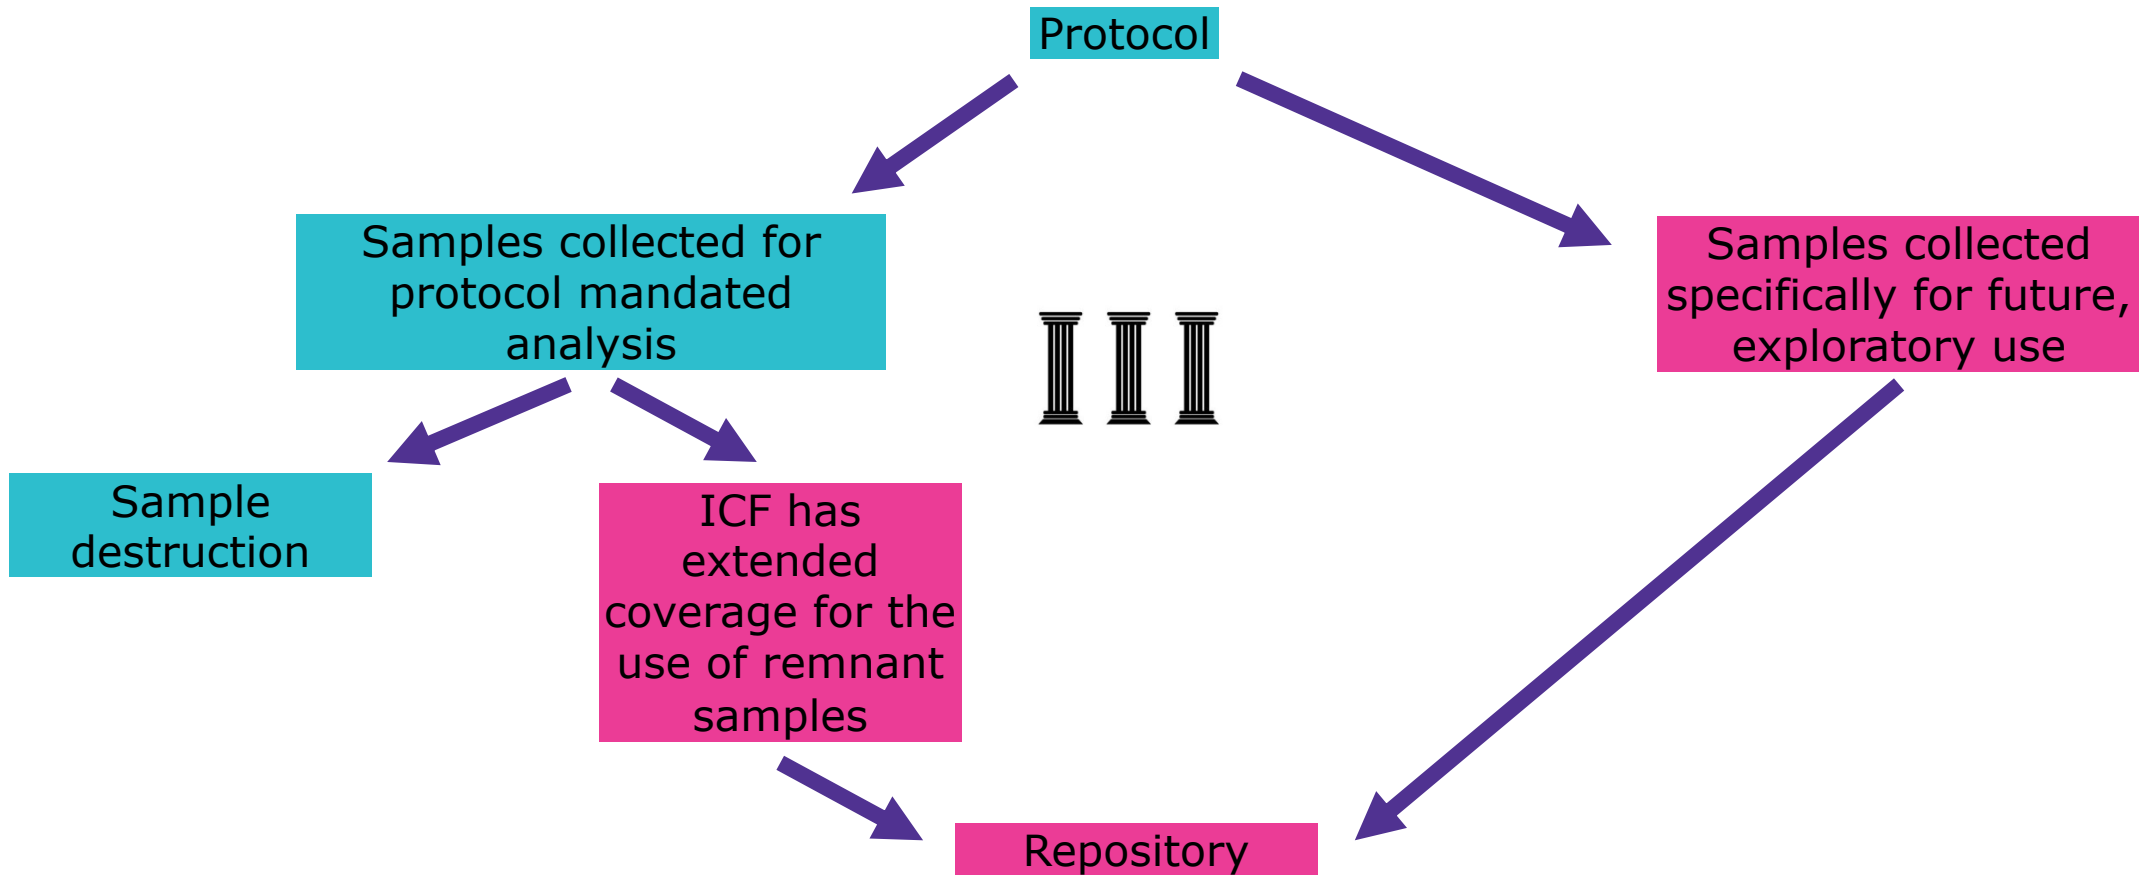 Protocol
Samples collected for
protocol mandated
analysis
Samples collected
specifically for future,
exploratory use
Sample
destruction
ICF has
extended
coverage for the
use of remnant
samples
Repository